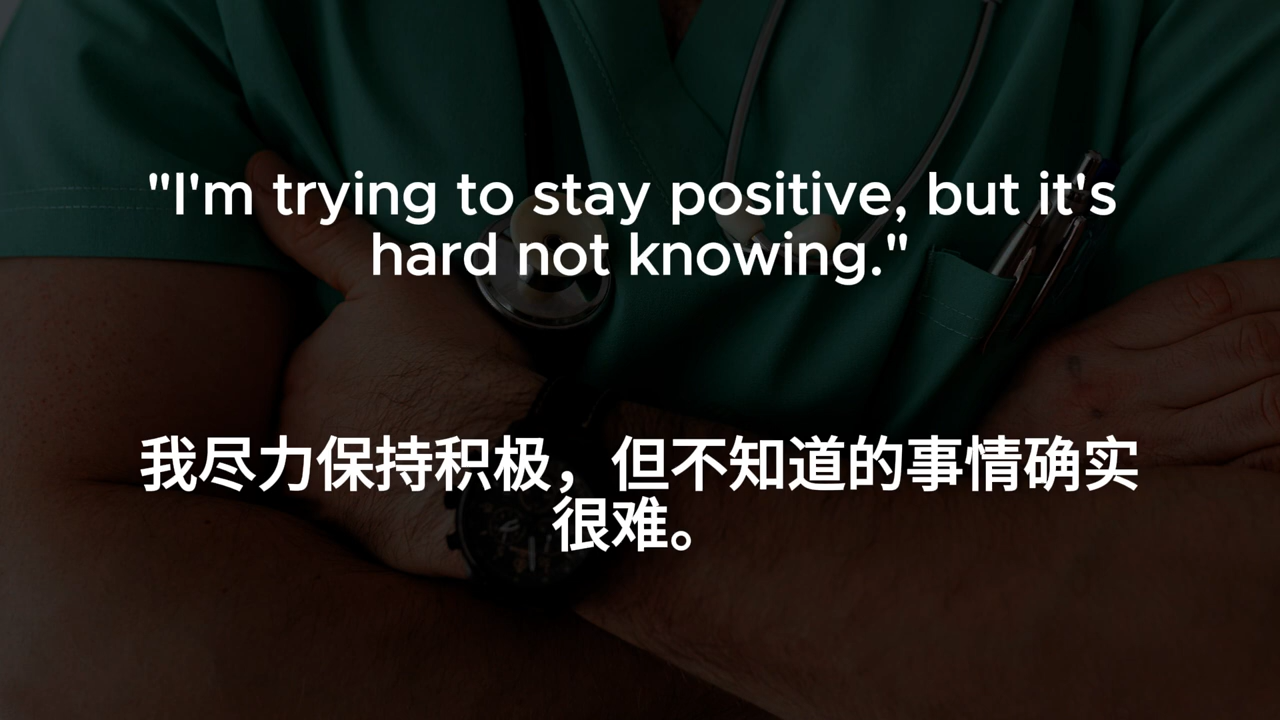 "I'm trying to stay positive, but it's
hard not knowing."
我尽力保持积极，但不知道的事情确实
很难。